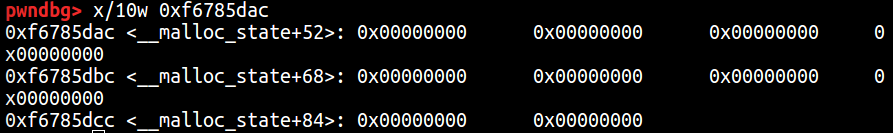 pwndbg> x/10w 0xf6785dac
0xf6785dac <__malloc_state+52>: 0x00000000 0x00000000 0x00000000 0
x00000000
0xf6785dbc <__malloc_state+68>: 0x00000000 0x00000000 0x00000000 0
x00000000
0xf6785dcc <__malloc_state+84>: 0x00000000 0x00000000